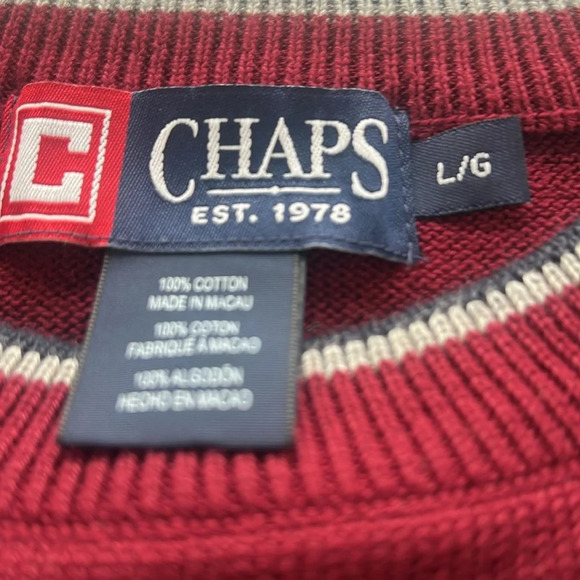 C
CHAPS
EST. 1978
L/G
100% COTTON
MADE IN MACAU
100% COTON
FABRIQUÉ À MACAO
100% ALGODÓN
HECHO EN MACAO